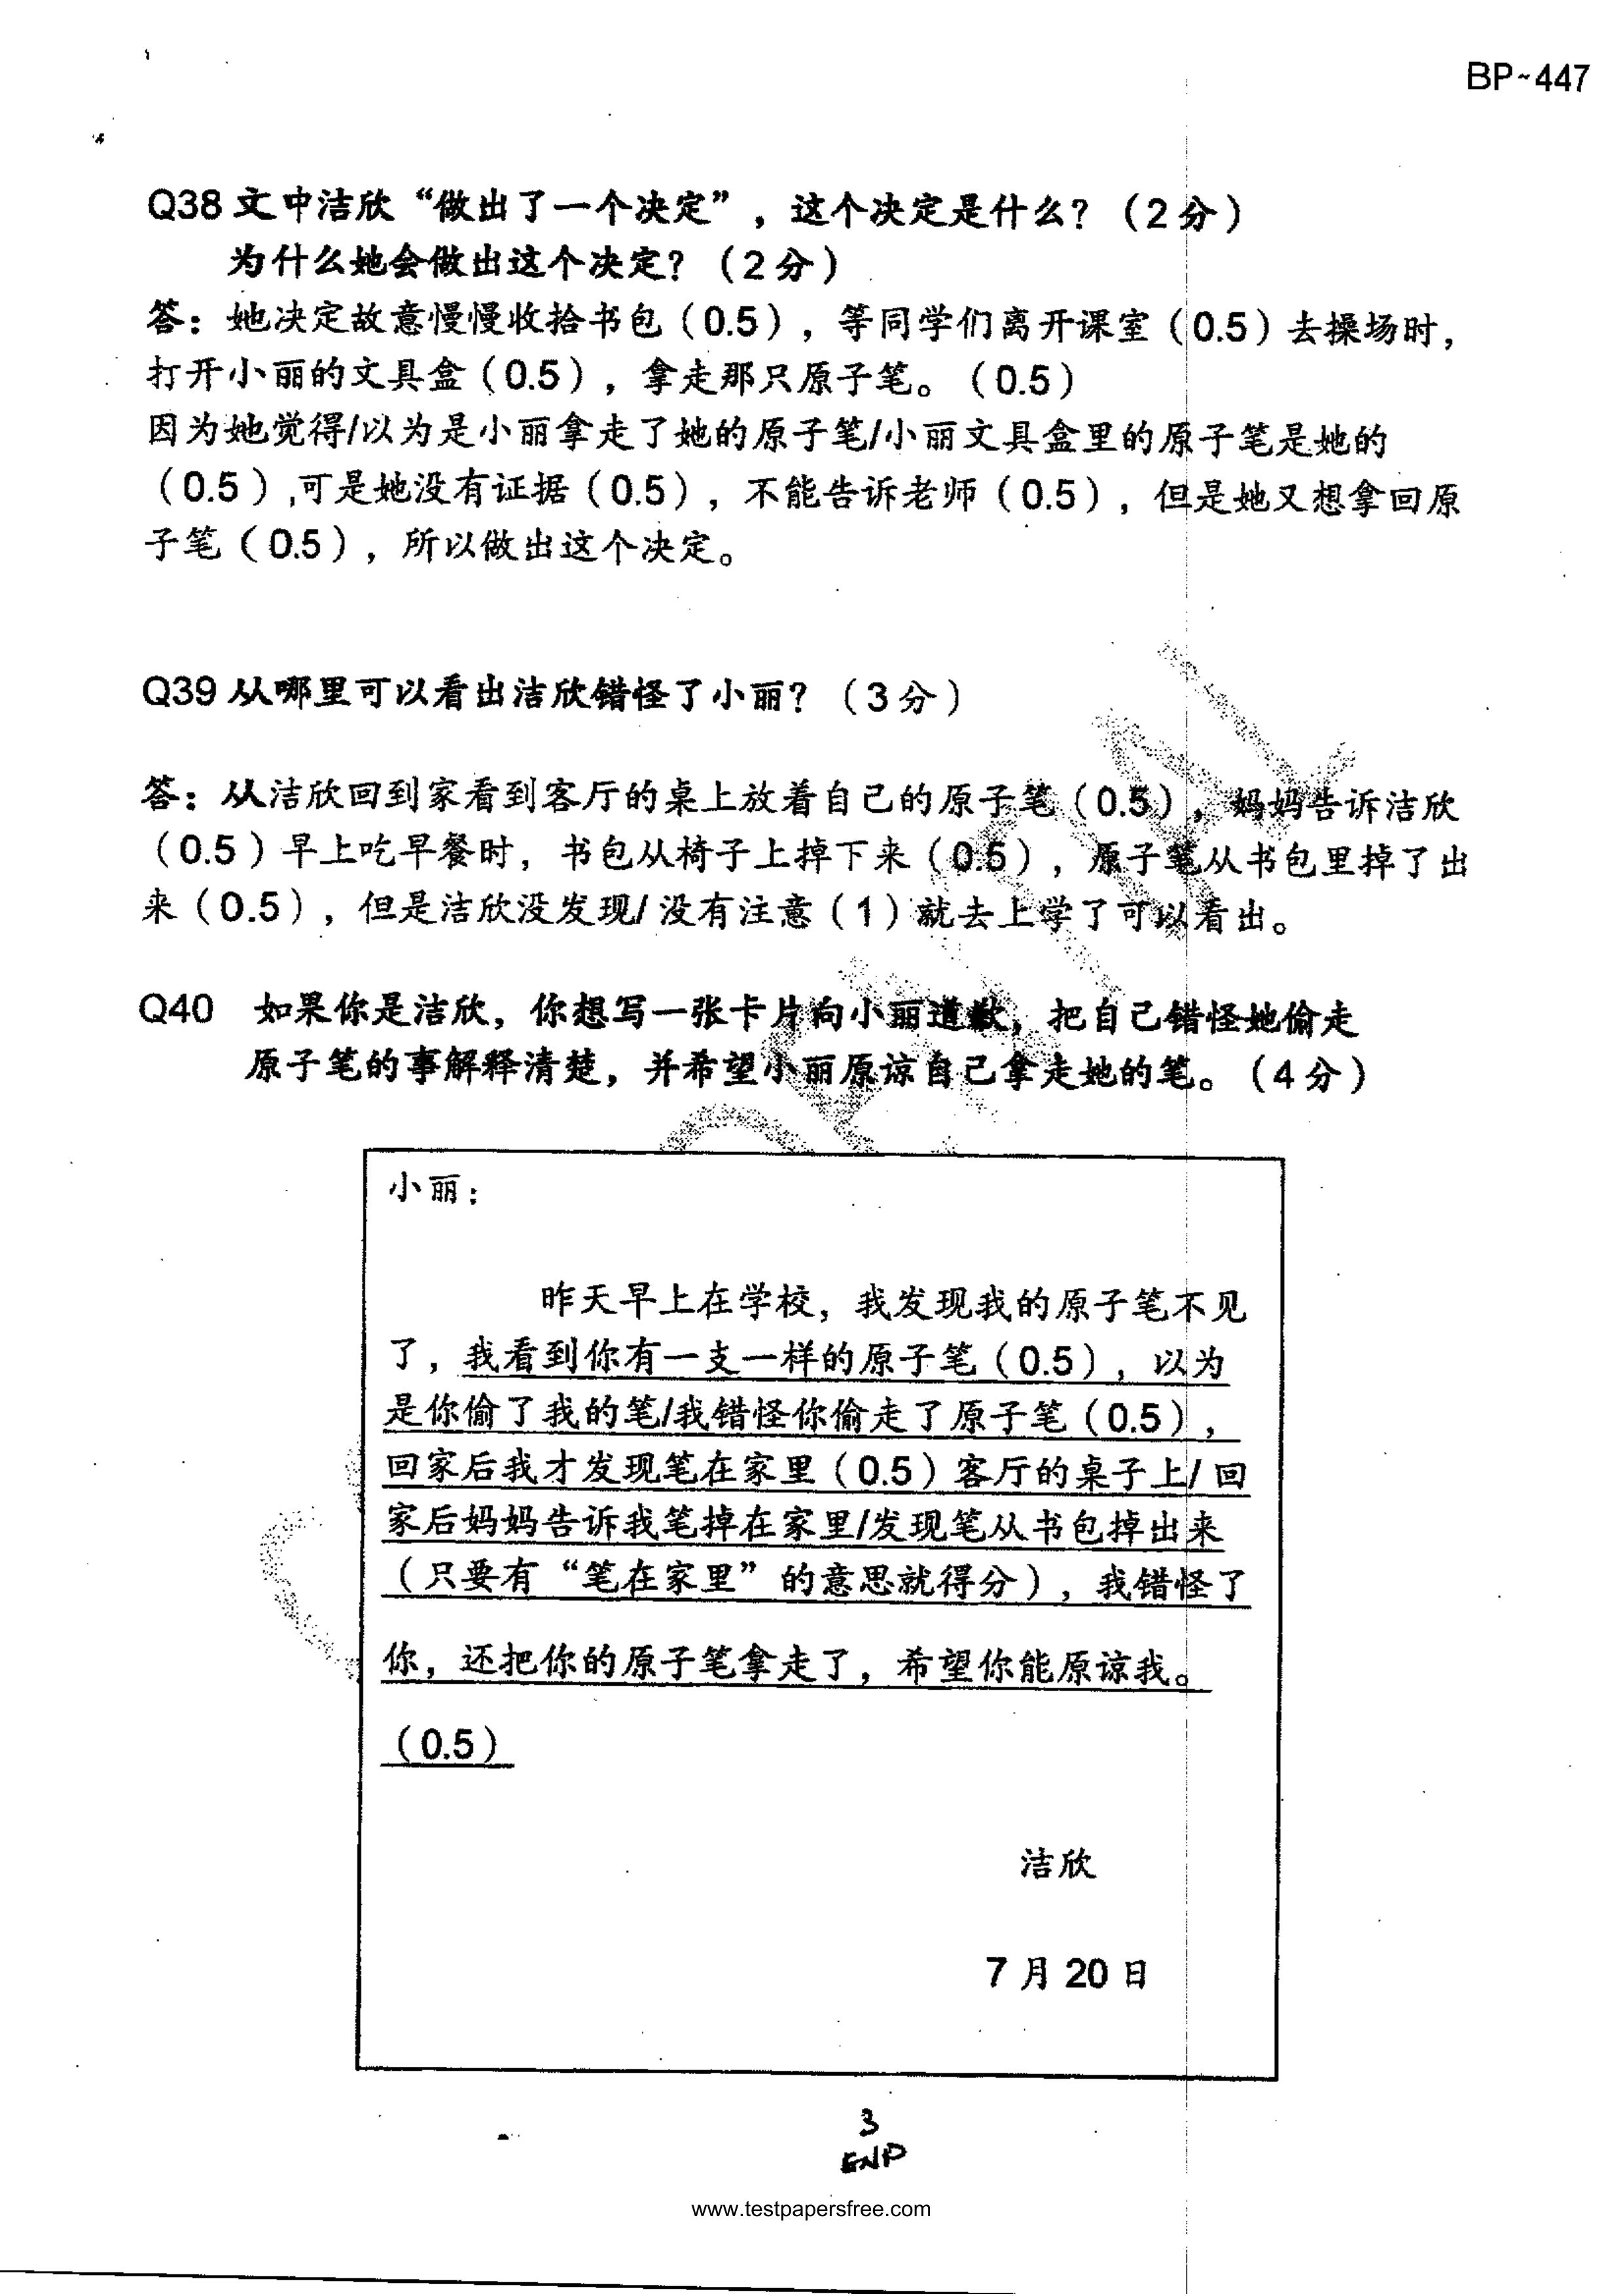 BP~447
Q38 文中洁欣“做出了一个决定”，这个决定是什么？（2分）
为什么她会做出这个决定？（2分）
答：她决定故意慢慢收拾书包（0.5），等同学们离开课室（0.5）去操场时，
打开小丽的文具盒（0.5），拿走那只原子笔。（0.5）
因为她觉得/以为是小丽拿走了她的原子笔/小丽文具盒里的原子笔是她的
（0.5）,可是她没有证据（0.5），不能告诉老师（0.5），但是她又想拿回原
子笔（0.5），所以做出这个决定。
Q39 从哪里可以看出洁欣错怪了小丽？（3分）
答：从洁欣回到家看到客厅的桌上放着自己的原子笔（0.5），妈妈告诉洁欣
（0.5）早上吃早餐时，书包从椅子上掉下来（0.5），原子笔从书包里掉了出
来（0.5），但是洁欣没发现/没有注意（1）就去上学了可以看出。
Q40 如果你是洁欣，你想写一张卡片向小丽道歉，把自己错怪她偷走
原子笔的事解释清楚，并希望小丽原谅自己拿走她的笔。（4分）
小丽：
昨天早上在学校，我发现我的原子笔不见
了，我看到你有一支一样的原子笔（0.5），以为
是你偷了我的笔/我错怪你偷走了原子笔（0.5），
回家后我才发现笔在家里（0.5）客厅的桌子上/回
家后妈妈告诉我笔掉在家里/发现笔从书包掉出来
（只要有“笔在家里”的意思就得分），我错怪了
你，还把你的原子笔拿走了，希望你能原谅我。
（0.5）
洁欣
7月20日
3
END
www.testpapersfree.com